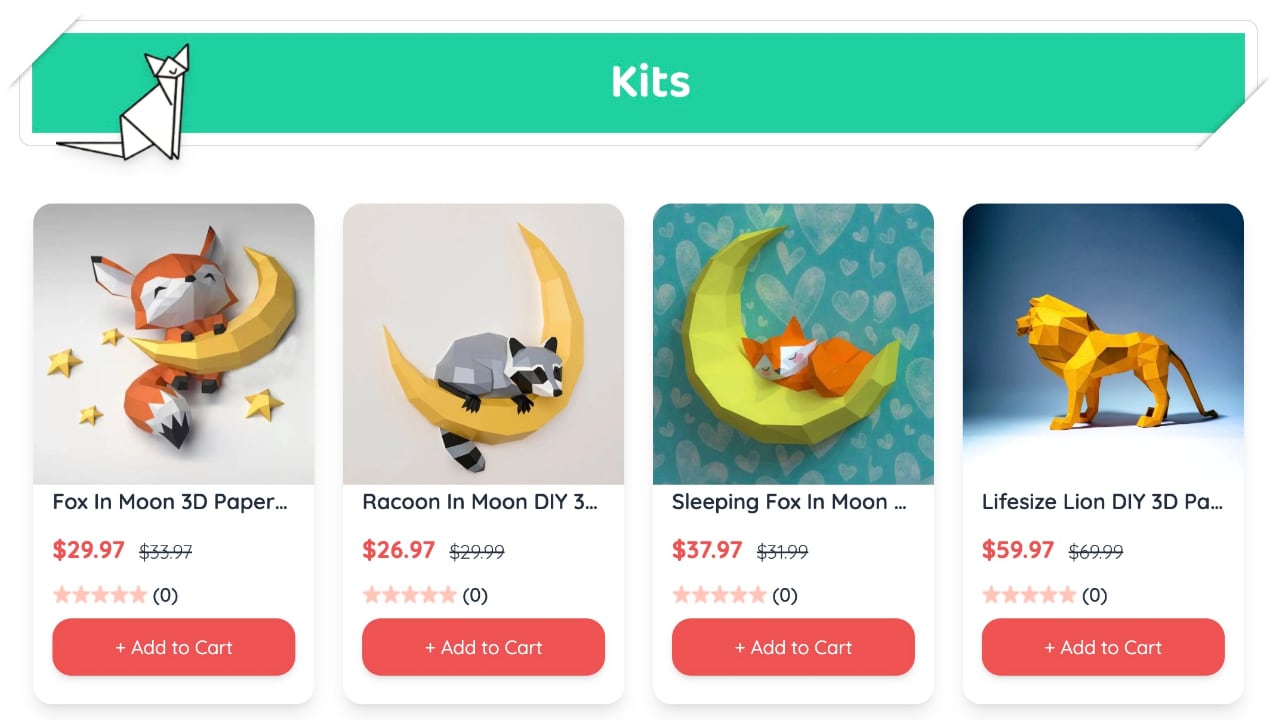 Kits
Fox In Moon 3D Paper...
$29.97 $33.97
(0)
+ Add to Cart
Racoon In Moon DIY 3...
$26.97 $29.99
(0)
+ Add to Cart
Sleeping Fox In Moon ...
$37.97 $31.99
(0)
+ Add to Cart
Lifesize Lion DIY 3D Pa...
$59.97 $69.99
(0)
+ Add to Cart